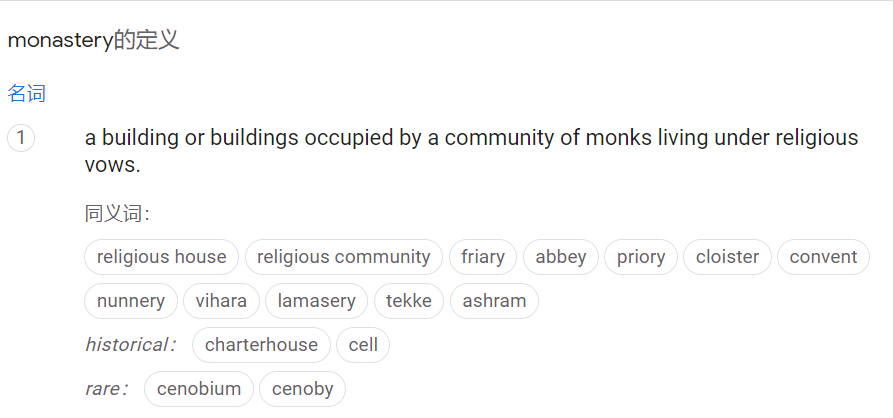 monastery的定义
名词
1 a building or buildings occupied by a community of monks living under religious
vows.
同义词：
religious house religious community friary abbey priory cloister convent
nunnery vihara lamasery tekke ashram
historical： charterhouse cell
rare： cenobium cenoby